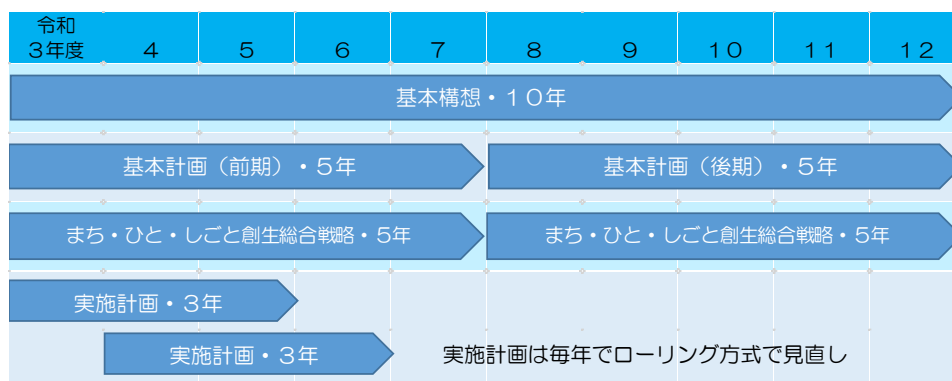 令和
３年度 ４ ５ ６ ７ ８ ９ １０ １１ １２
基本構想・１０年
基本計画（前期）・５年 基本計画（後期）・５年
まち・ひと・しごと創生総合戦略・５年 まち・ひと・しごと創生総合戦略・５年
実施計画・３年
実施計画・３年 実施計画は毎年でローリング方式で見直し